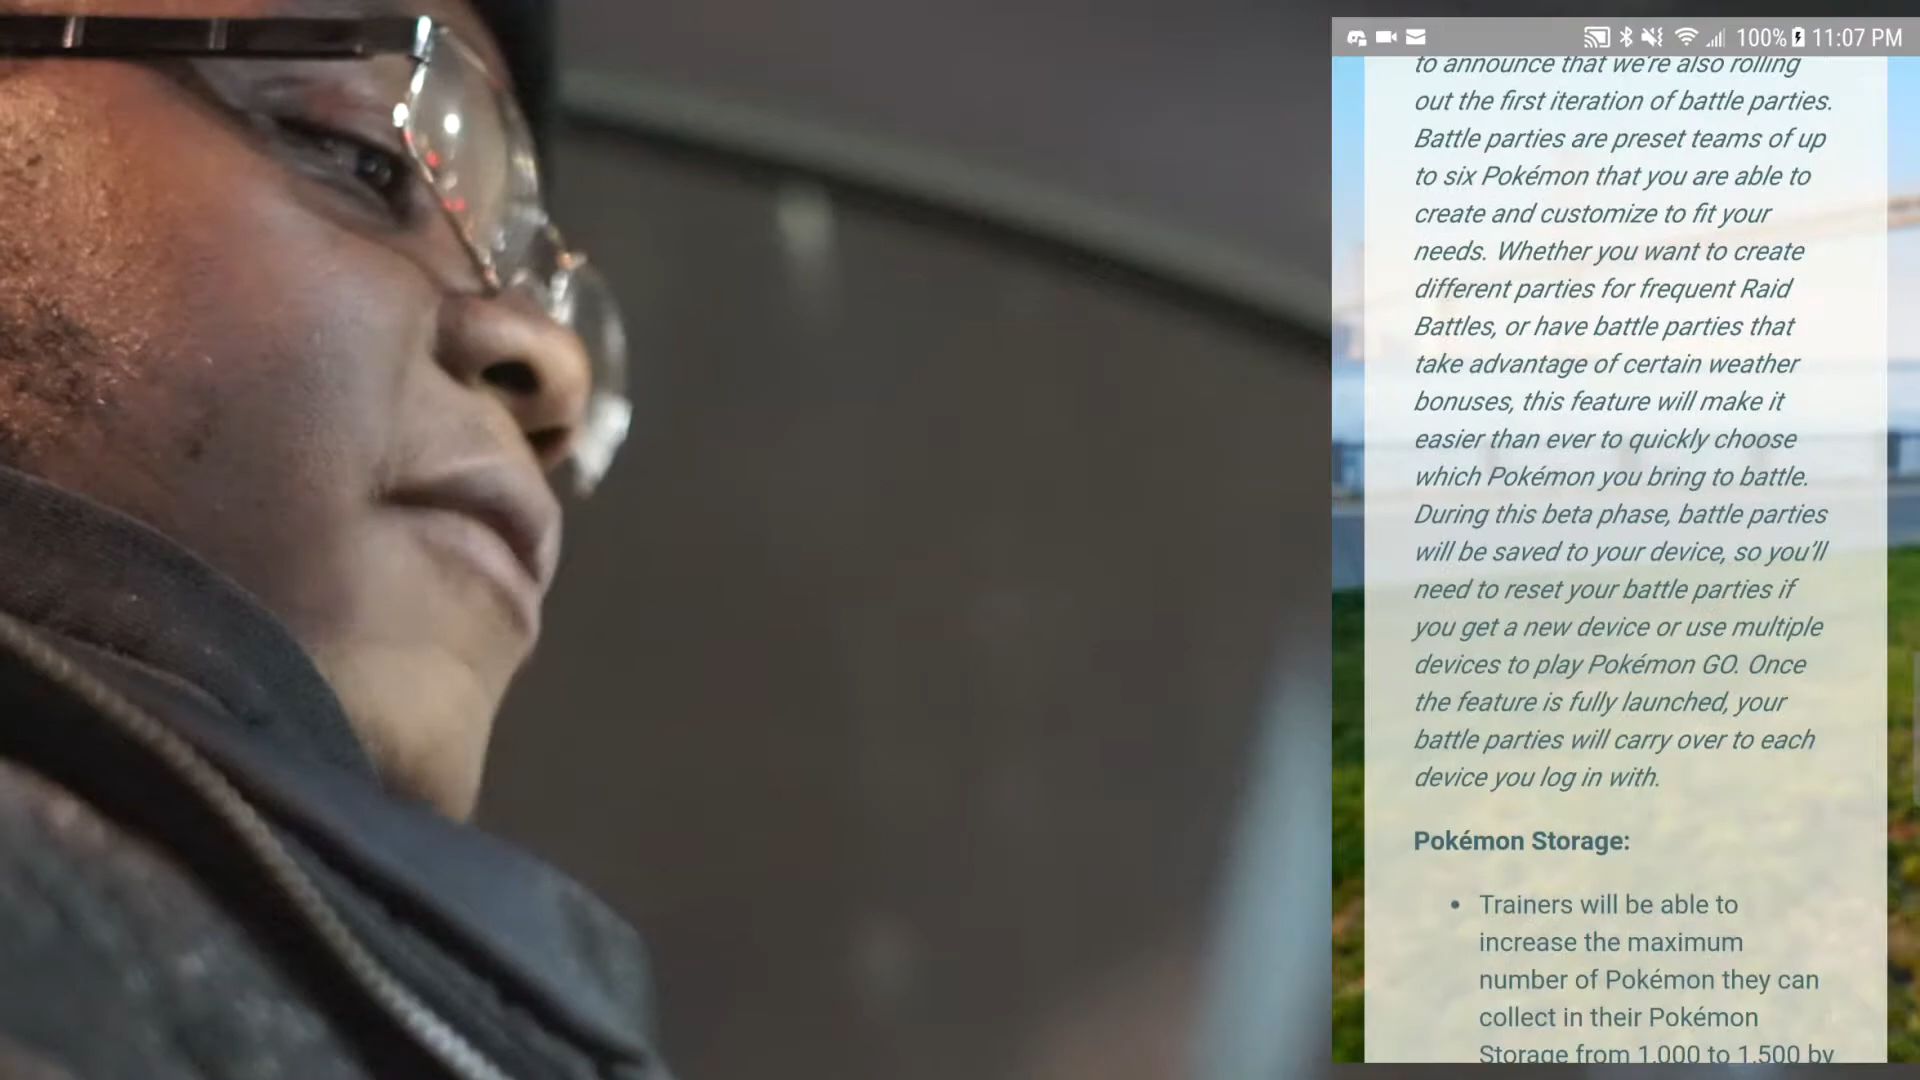 100% 11:07 PM
to announce that we're also rolling
out the first iteration of battle parties.
Battle parties are preset teams of up
to six Pokémon that you are able to
create and customize to fit your
needs. Whether you want to create
different parties for frequent Raid
Battles, or have battle parties that
take advantage of certain weather
bonuses, this feature will make it
easier than ever to quickly choose
which Pokémon you bring to battle.
During this beta phase, battle parties
will be saved to your device, so you'll
need to reset your battle parties if
you get a new device or use multiple
devices to play Pokémon GO. Once
the feature is fully launched, your
battle parties will carry over to each
device you log in with.
Pokémon Storage:
• Trainers will be able to
increase the maximum
number of Pokémon they can
collect in their Pokémon
Storage from 1,000 to 1,500 by